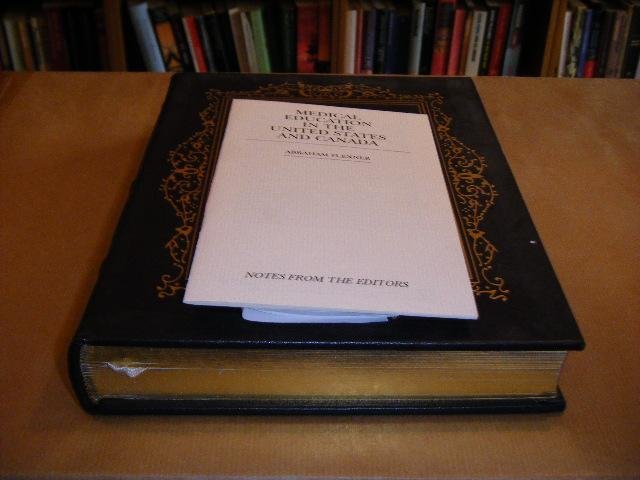 MEDICAL
EDUCATION
IN THE
UNITED STATES
AND CANADA
ABRAHAM FLEXNER
NOTES FROM THE EDITORS